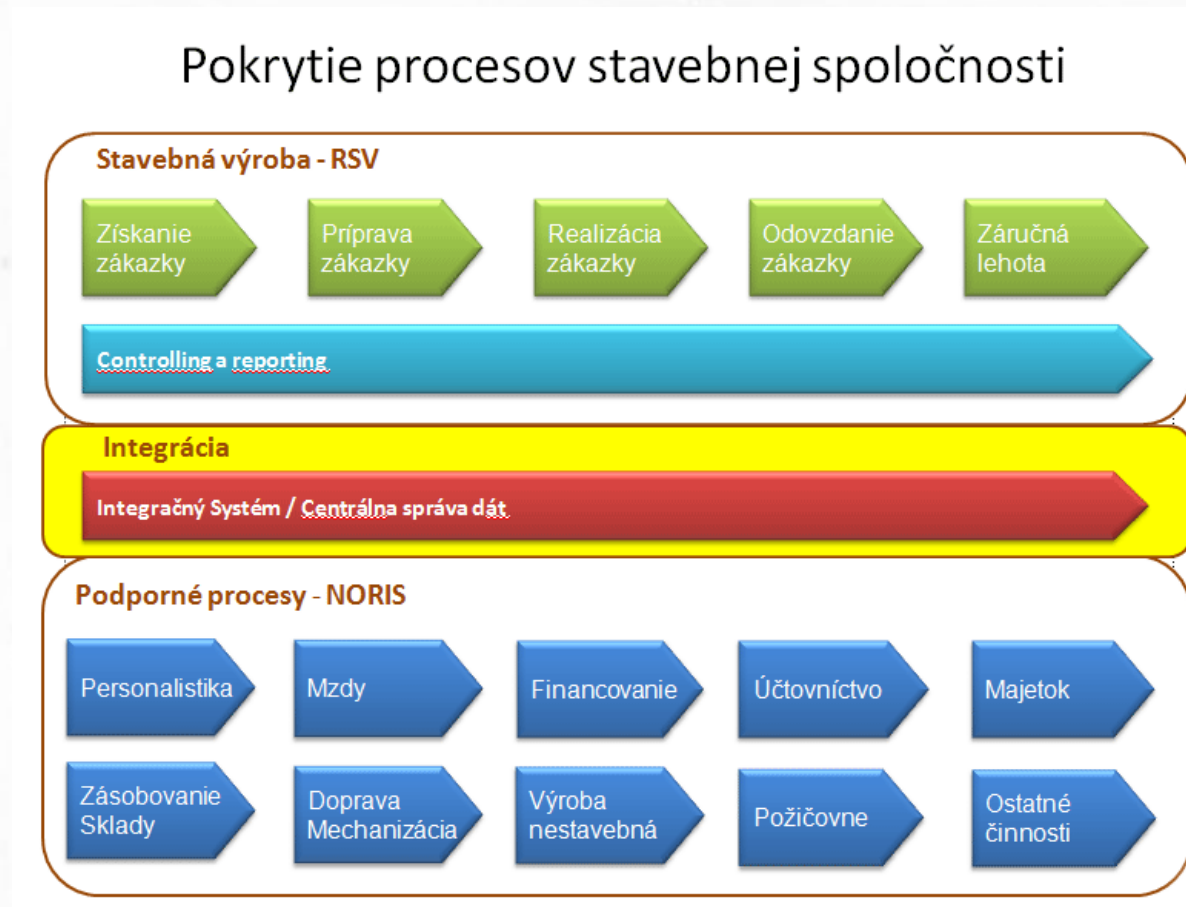 Pokrytie procesov stavebnej spoločnosti
Stavebná výroba - RSV
Získanie
zákazky
Príprava
zákazky
Realizácia
zákazky
Odovzdanie
zákazky
Záručná
lehota
Controlling a reporting
Integrácia
Integračný Systém / Centrálna správa dát
Podporné procesy - NORIS
Personalistika
Mzdy
Financovanie
Účtovníctvo
Majetok
Zásobovanie
Sklady
Doprava
Mechanizácia
Výroba
nestavebná
Požičovne
Ostatné
činnosti